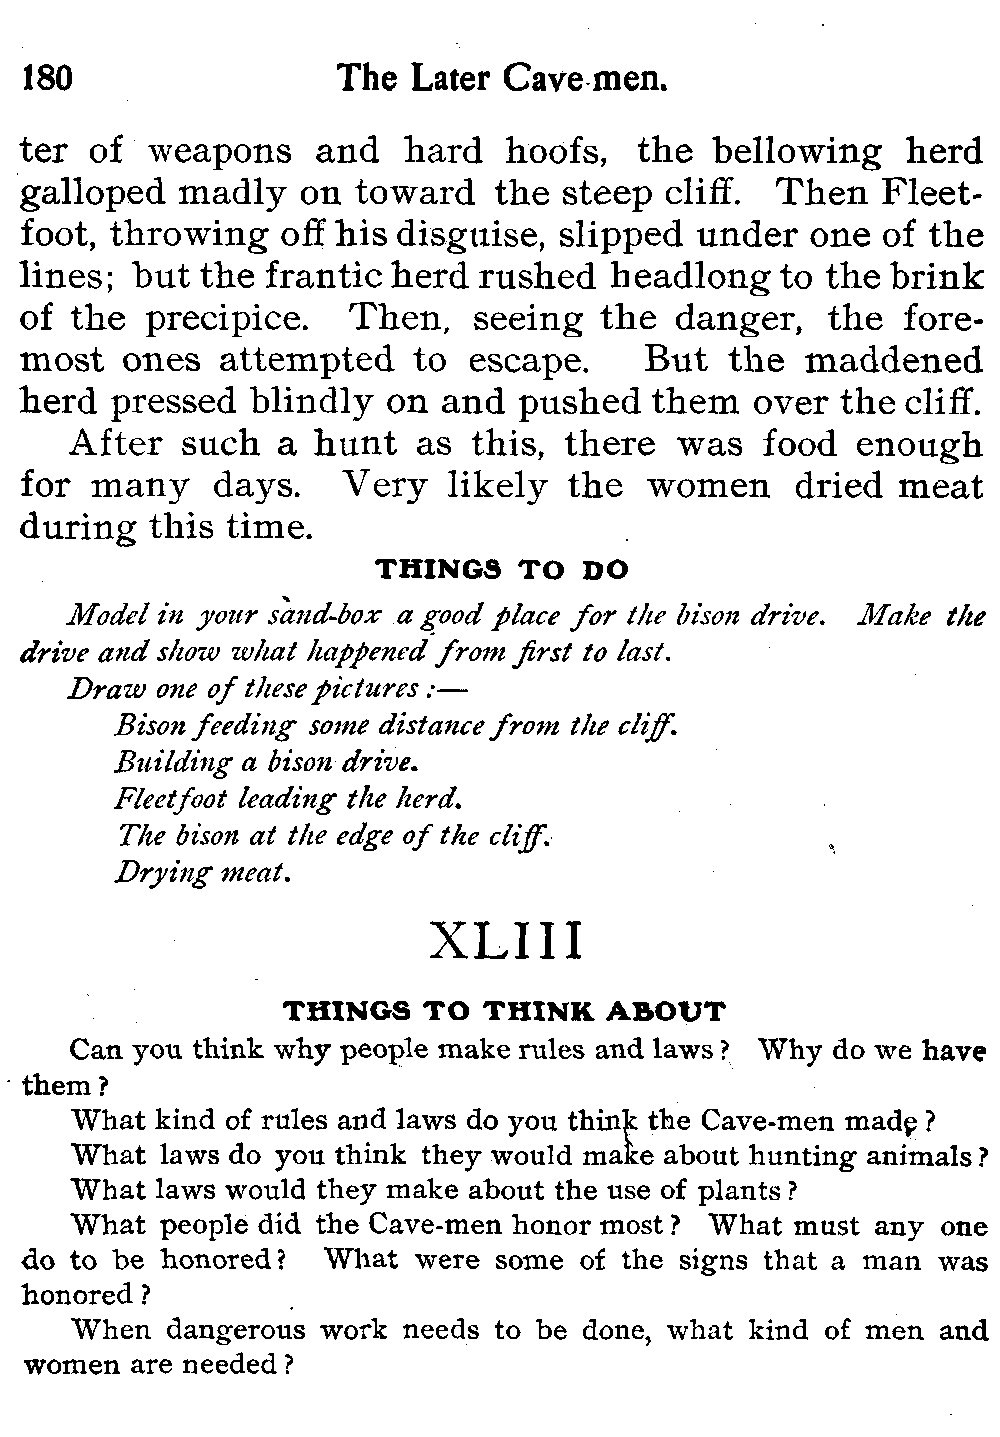 180 The Later Cave-men.
ter of weapons and hard hoofs, the bellowing herd
galloped madly on toward the steep cliff. Then Fleet-
foot, throwing off his disguise, slipped under one of the
lines; but the frantic herd rushed headlong to the brink
of the precipice. Then, seeing the danger, the fore-
most ones attempted to escape. But the maddened
herd pressed blindly on and pushed them over the cliff.
After such a hunt as this, there was food enough
for many days. Very likely the women dried meat
during this time.
THINGS TO DO
Model in your sand-box a good place for the bison drive. Make the
drive and show what happened from first to last.
Draw one of these pictures :—
Bison feeding some distance from the cliff.
Building a bison drive.
Fleetfoot leading the herd.
The bison at the edge of the cliff.
Drying meat.
XLIII
THINGS TO THINK ABOUT
Can you think why people make rules and laws? Why do we have
them?
What kind of rules and laws do you think the Cave-men made?
What laws do you think they would make about hunting animals?
What laws would they make about the use of plants?
What people did the Cave-men honor most? What must any one
do to be honored? What were some of the signs that a man was
honored?
When dangerous work needs to be done, what kind of men and
women are needed?